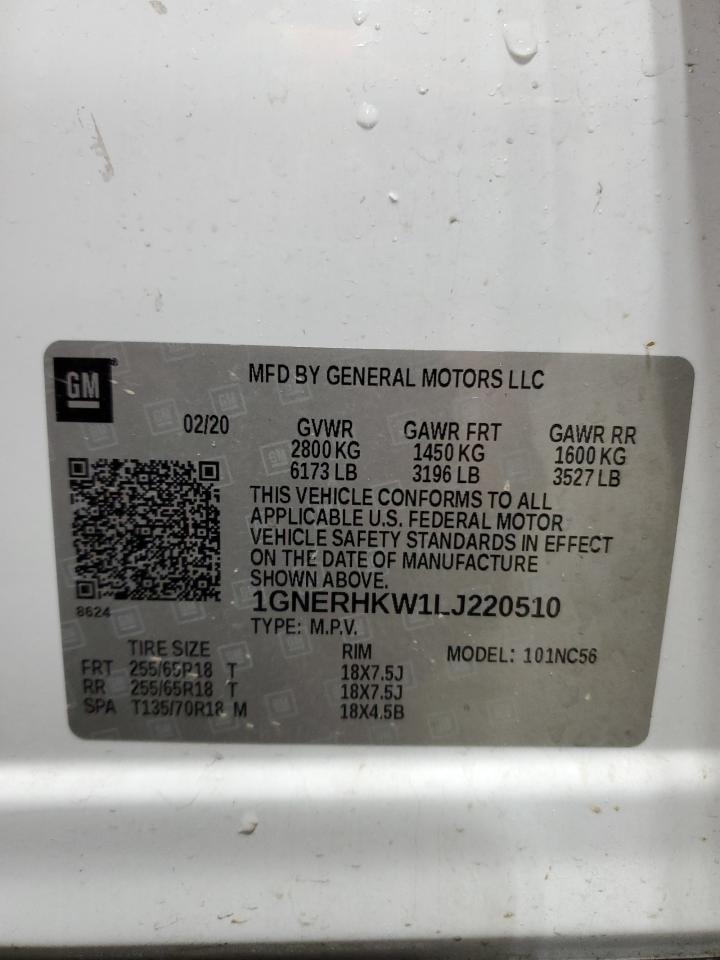 GM
MFD BY GENERAL MOTORS LLC
02/20 GVWR GAWR FRT GAWR RR
2800 KG 1450 KG 1600 KG
6173 LB 3196 LB 3527 LB
THIS VEHICLE CONFORMS TO ALL
APPLICABLE U.S. FEDERAL MOTOR
VEHICLE SAFETY STANDARDS IN EFFECT
ON THE DATE OF MANUFACTURE
SHOWN ABOVE.
1GNERHKW1LJ220510
8624
TYPE: M.P.V.
TIRE SIZE RIM MODEL: 101NC56
FRT 255/65R18 T 18X7.5J
RR 255/65R18 T 18X7.5J
SPA T135/70R18 M 18X4.5B